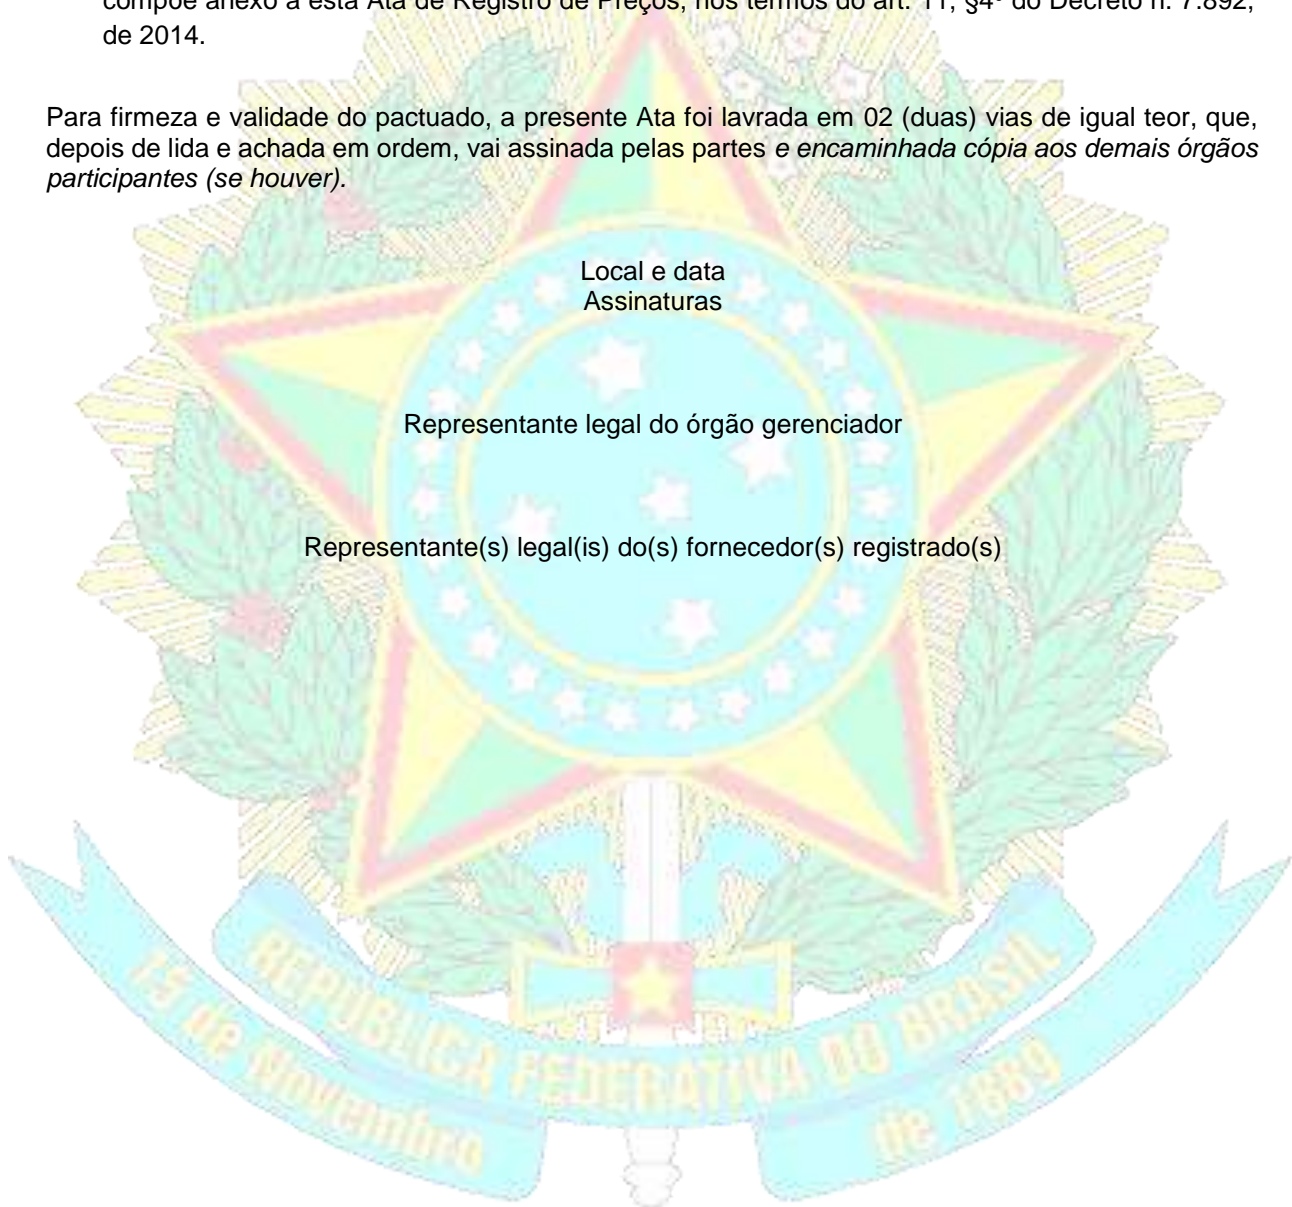 compõe anexo a esta Ata de Registro de Preços, nos termos do art. 11, §4º do Decreto n. 7.892,
de 2014.
Para firmeza e validade do pactuado, a presente Ata foi lavrada em 02 (duas) vias de igual teor, que,
depois de lida e achada em ordem, vai assinada pelas partes e encaminhada cópia aos demais órgãos
participantes (se houver).
Local e data
Assinaturas
Representante legal do órgão gerenciador
Representante(s) legal(is) do(s) fornecedor(s) registrado(s)
REPUBLICA FEDERATIVA DO BRASIL
15 de Novembro
de 1889